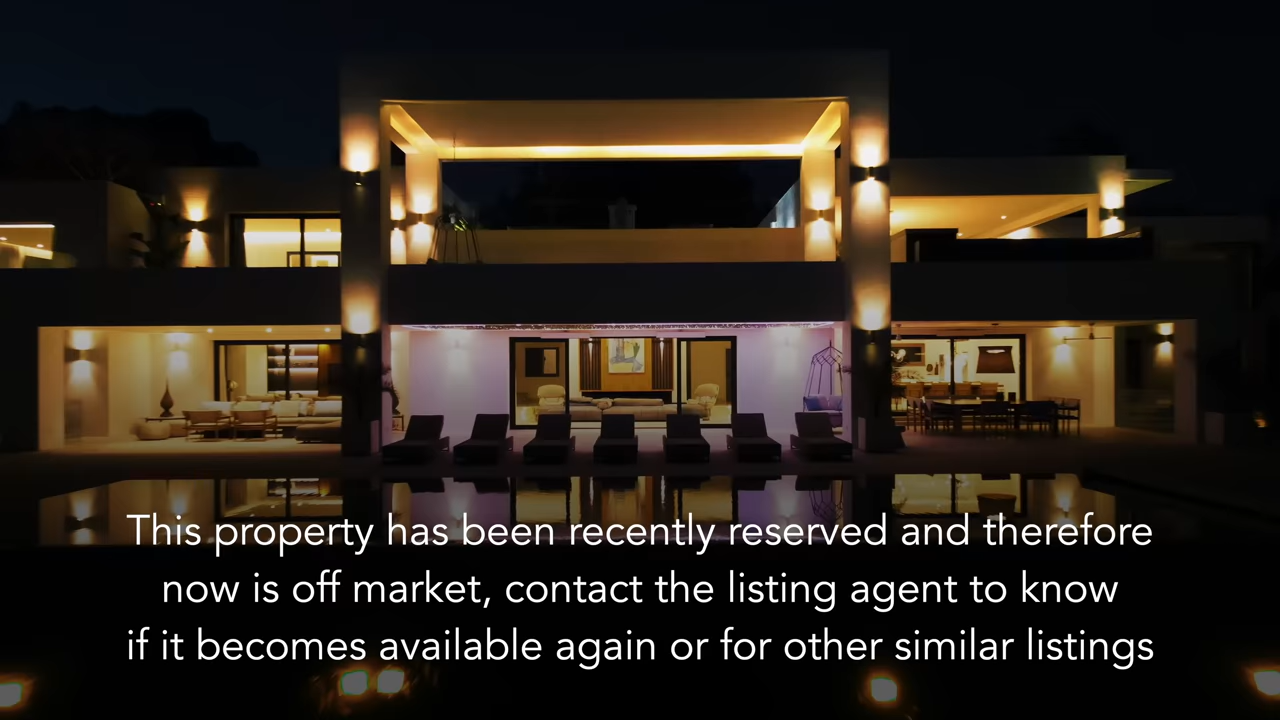 This property has been recently reserved and therefore
now is off market, contact the listing agent to know
if it becomes available again or for other similar listings